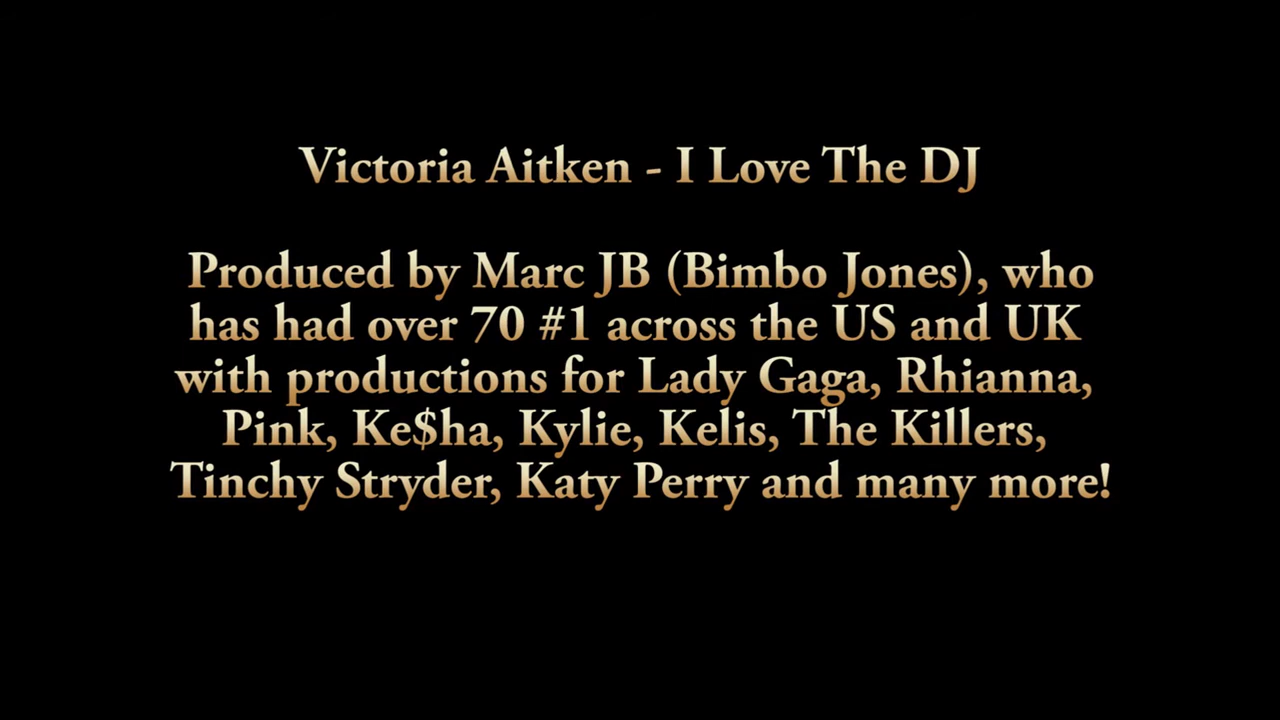 Victoria Aitken - I Love The DJ
Produced by Marc JB (Bimbo Jones), who
has had over 70 #1 across the US and UK
with productions for Lady Gaga, Rhianna,
Pink, Ke$ha, Kylie, Kelis, The Killers,
Tinchy Stryder, Katy Perry and many more!